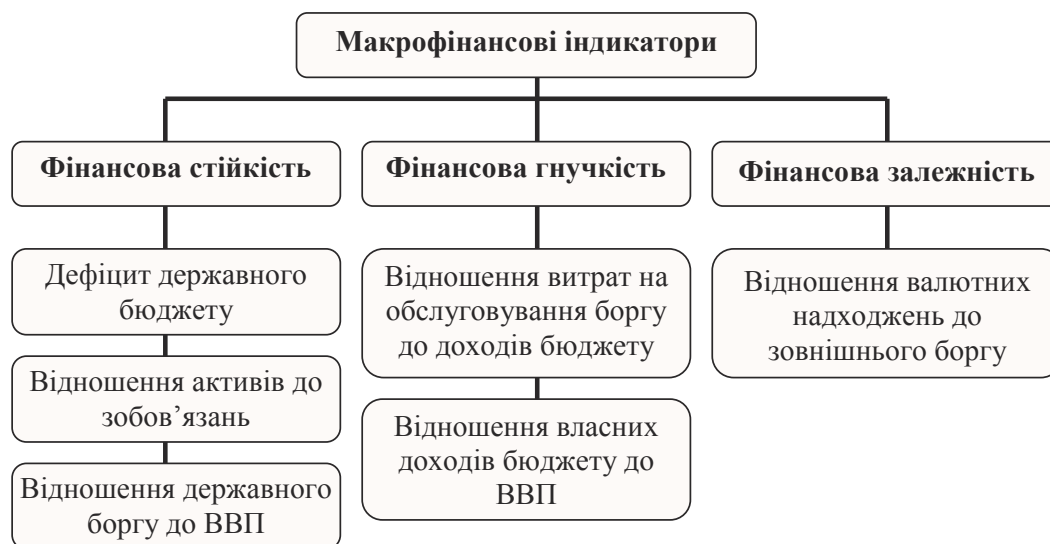 Макрофінансові індикатори
Фінансова стійкість
Фінансова гнучкість
Фінансова залежність
Дефіцит державного
бюджету
Відношення активів до
зобов’язань
Відношення державного
боргу до ВВП
Відношення витрат на
обслуговування боргу
до доходів бюджету
Відношення власних
доходів бюджету до
ВВП
Відношення валютних
надходжень до
зовнішнього боргу